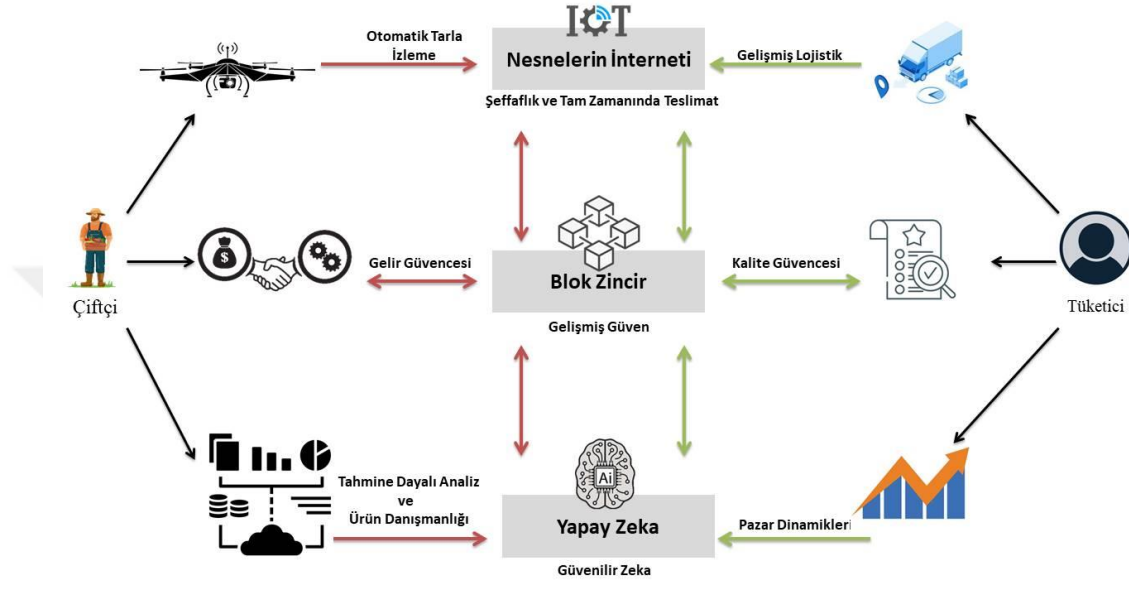 IOT
Otomatik Tarla
İzleme
Nesnelerin İnterneti
Gelişmiş Lojistik
Şeffaflık ve Tam Zamanında Teslimat
$
Gelir Güvencesi
Blok Zincir
Kalite Güvencesi
Çiftçi
Tüketici
Gelişmiş Güven
Ai
Tahmine Dayalı Analiz
ve
Ürün Danışmanlığı
Yapay Zeka
Pazar Dinamikleri
Güvenilir Zeka